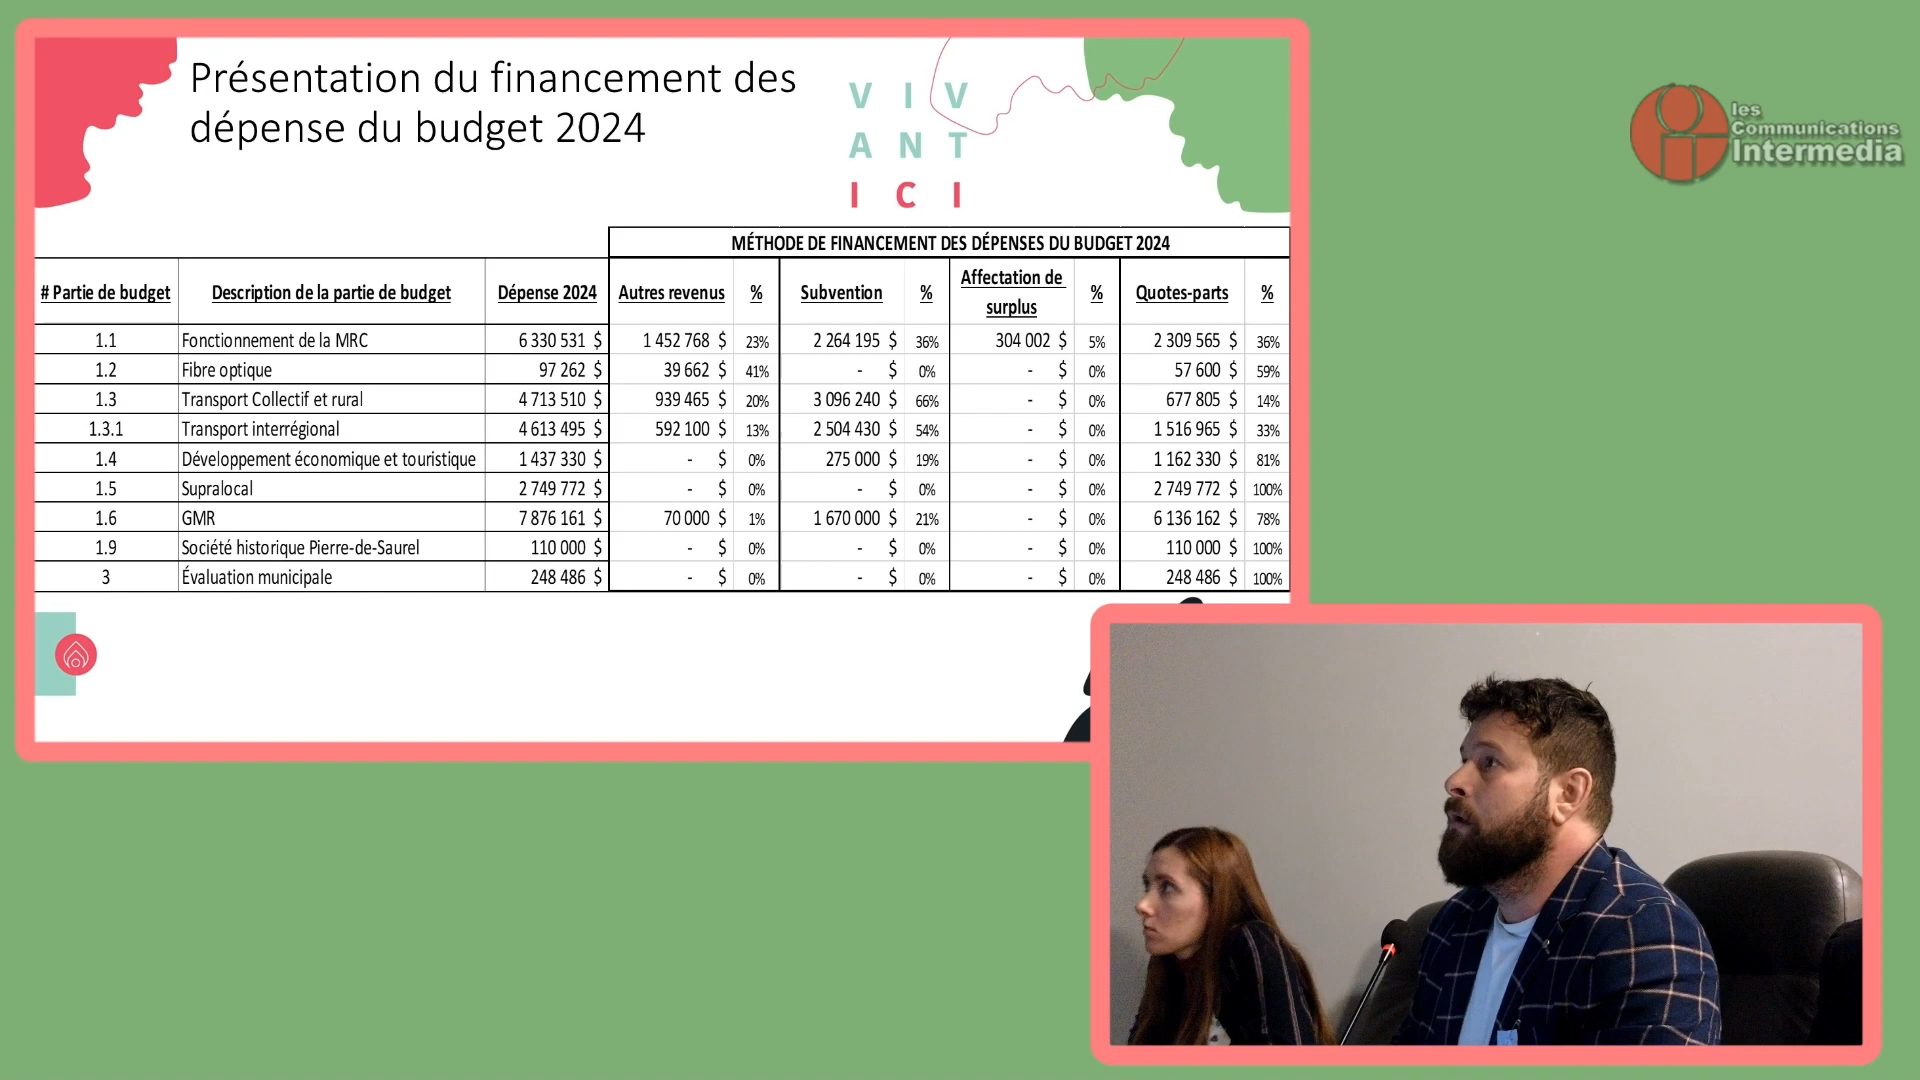 Présentation du financement des
dépense du budget 2024
V I V
A N T
I C I
les
Communications
Intermedia
MÉTHODE DE FINANCEMENT DES DÉPENSES DU BUDGET 2024
# Partie de budget Description de la partie de budget Dépense 2024 Autres revenus % Subvention % Affectation de surplus % Quotes-parts %
1.1 Fonctionnement de la MRC 6 330 531 $ 1 452 768 $ 23% 2 264 195 $ 36% 304 002 $ 5% 2 309 565 $ 36%
1.2 Fibre optique 97 262 $ 39 662 $ 41% - $ 0% - $ 0% 57 600 $ 59%
1.3 Transport Collectif et rural 4 713 510 $ 939 465 $ 20% 3 096 240 $ 66% - $ 0% 677 805 $ 14%
1.3.1 Transport interrégional 4 613 495 $ 592 100 $ 13% 2 504 430 $ 54% - $ 0% 1 516 965 $ 33%
1.4 Développement économique et touristique 1 437 330 $ - $ 0% 275 000 $ 19% - $ 0% 1 162 330 $ 81%
1.5 Supralocal 2 749 772 $ - $ 0% - $ 0% - $ 0% 2 749 772 $ 100%
1.6 GMR 7 876 161 $ 70 000 $ 1% 1 670 000 $ 21% - $ 0% 6 136 162 $ 78%
1.9 Société historique Pierre-de-Saurel 110 000 $ - $ 0% - $ 0% - $ 0% 110 000 $ 100%
3 Évaluation municipale 248 486 $ - $ 0% - $ 0% - $ 0% 248 486 $ 100%